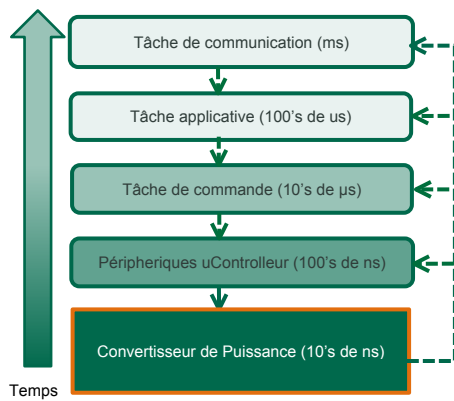 Tâche de communication (ms)
Tâche applicative (100's de us)
Tâche de commande (10's de µs)
Péripheriques uControlleur (100's de ns)
Convertisseur de Puissance (10's de ns)
Temps